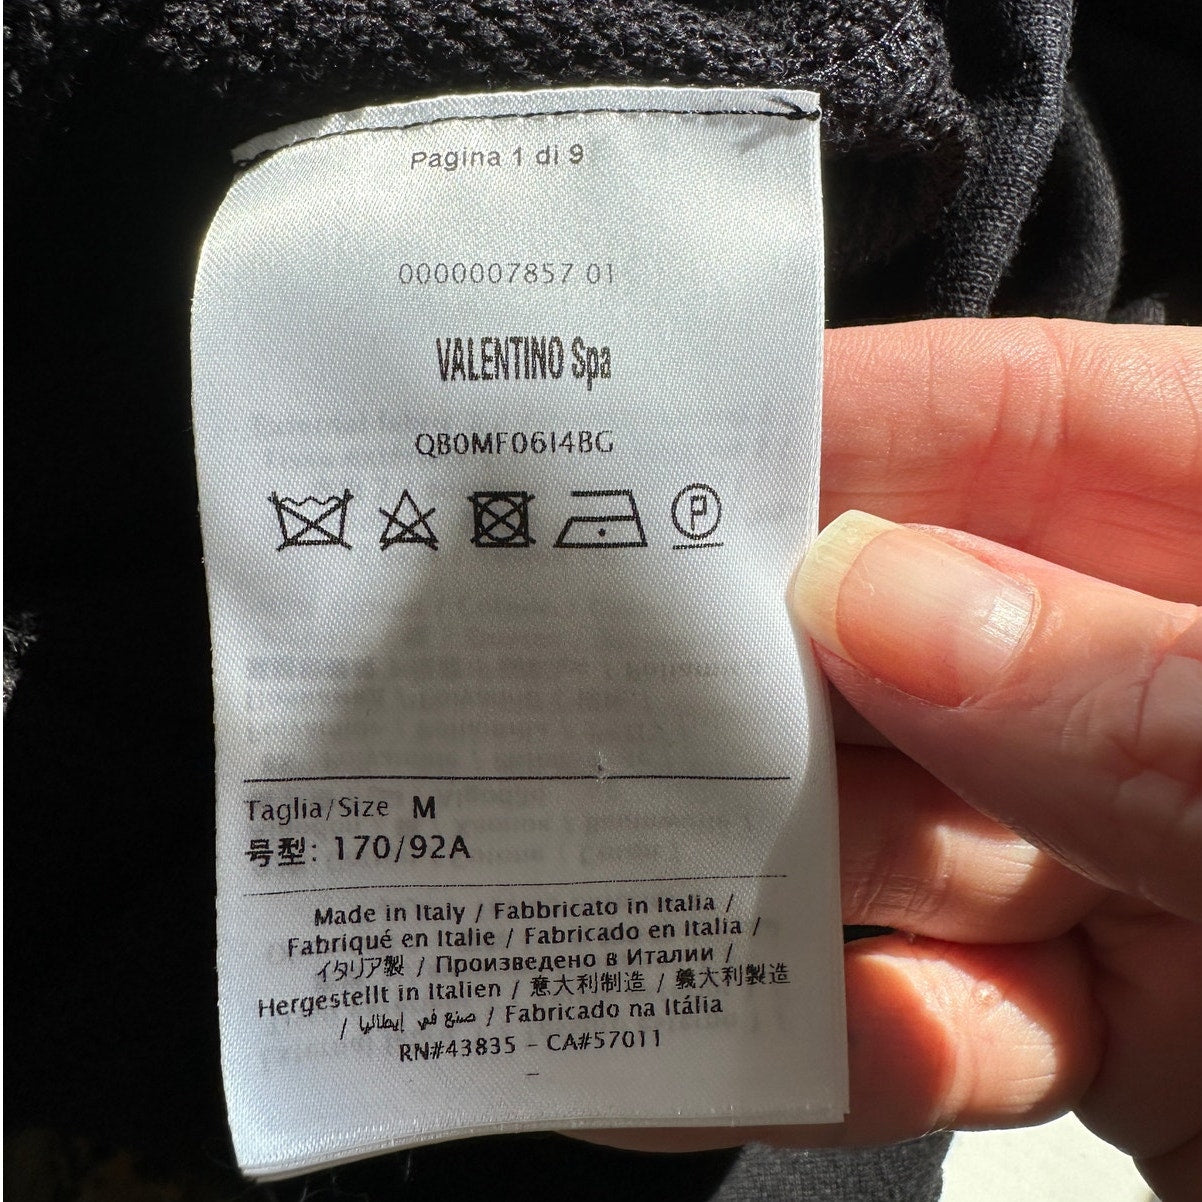 Pagina 1 di 9
0000007857 01
VALENTINO Spa
QB0MF06I4BG
P
Taglia/Size M
号型: 170/92A
Made in Italy / Fabbricato in Italia /
Fabriqué en Italie / Fabricado en Italia /
イタリア製 / Произведено в Италии /
Hergestellt in Italien / 意大利制造 / 義大利製造
/ صنع في إيطاليا / Fabricado na Itália
RN#43835 - CA#57011
–